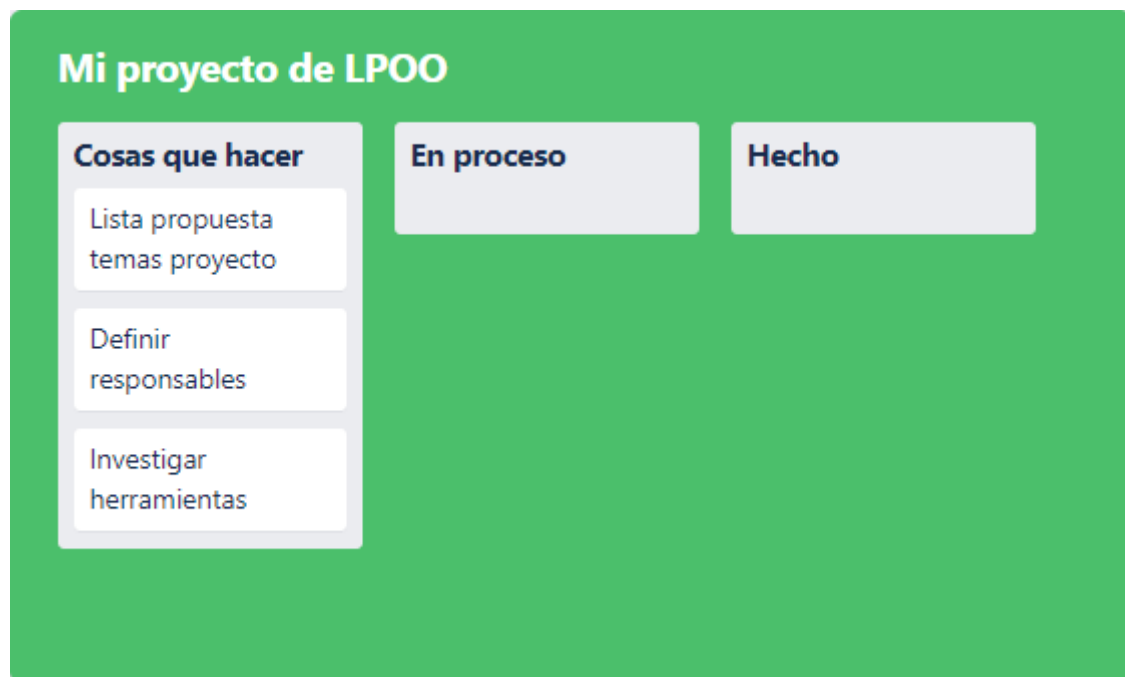 Mi proyecto de LPOO
Cosas que hacer
Lista propuesta
temas proyecto
Definir
responsables
Investigar
herramientas
En proceso
Hecho